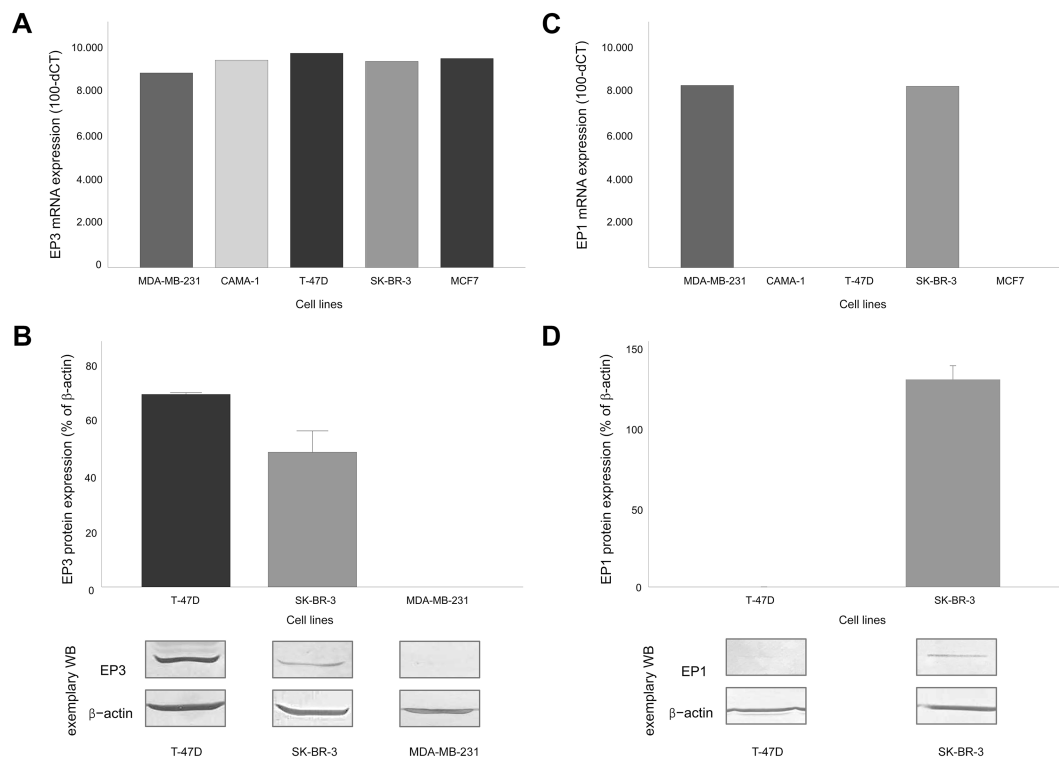 A
EP3 mRNA expression (100-dCT)
10.000
8.000
6.000
4.000
2.000
0
MDA-MB-231 CAMA-1 T-47D SK-BR-3 MCF7
Cell lines
C
EP1 mRNA expression (100-dCT)
10.000
8.000
6.000
4.000
2.000
MDA-MB-231 CAMA-1 T-47D SK-BR-3 MCF7
Cell lines
B
EP3 protein expression (% of β-actin)
80
60
40
20
0
T-47D SK-BR-3 MDA-MB-231
Cell lines
exemplary WB
EP3
β−actin
T-47D SK-BR-3 MDA-MB-231
D
EP1 protein expression (% of β-actin)
150
100
50
0
T-47D SK-BR-3
Cell lines
exemplary WB
EP1
β−actin
T-47D SK-BR-3